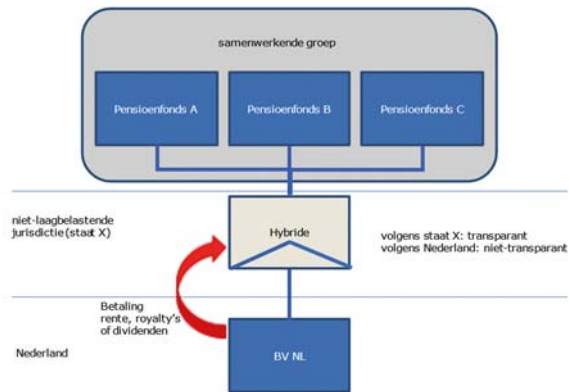 samenwerkende groep
Pensioenfonds A
Pensioenfonds B
Pensioenfonds C
niet-laagbelastende
jurisdictie (staat X)
Hybride
volgens staat X: transparant
volgens Nederland: niet-transparant
Betaling
rente, royalty's
of dividenden
Nederland
BV NL